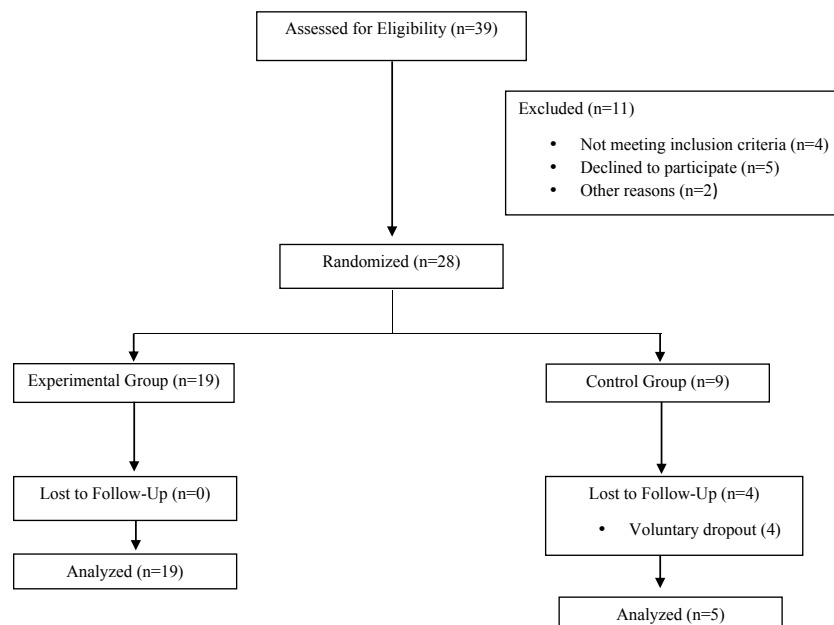 Assessed for Eligibility (n=39)
Excluded (n=11)
• Not meeting inclusion criteria (n=4)
• Declined to participate (n=5)
• Other reasons (n=2)
Randomized (n=28)
Experimental Group (n=19)
Control Group (n=9)
Lost to Follow-Up (n=0)
Lost to Follow-Up (n=4)
• Voluntary dropout (4)
Analyzed (n=19)
Analyzed (n=5)